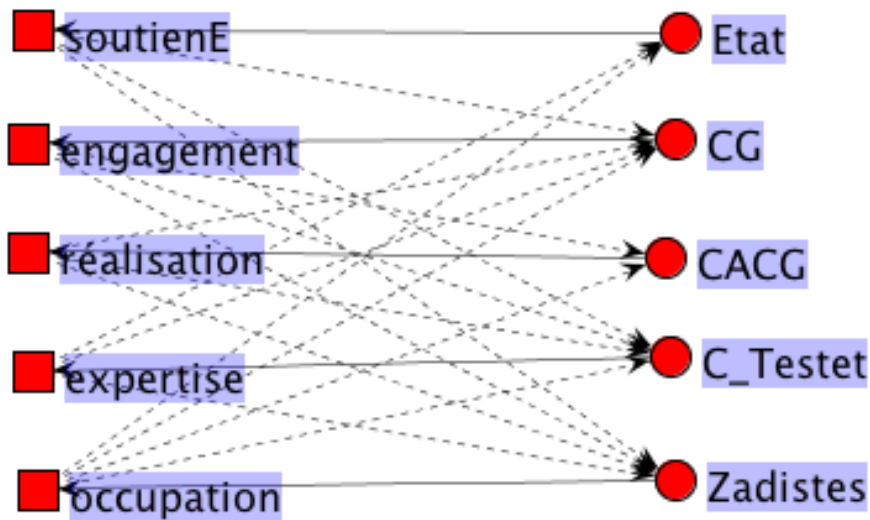 soutienE
Etat
engagement
CG
réalisation
CACG
expertise
C_Testet
occupation
Zadistes